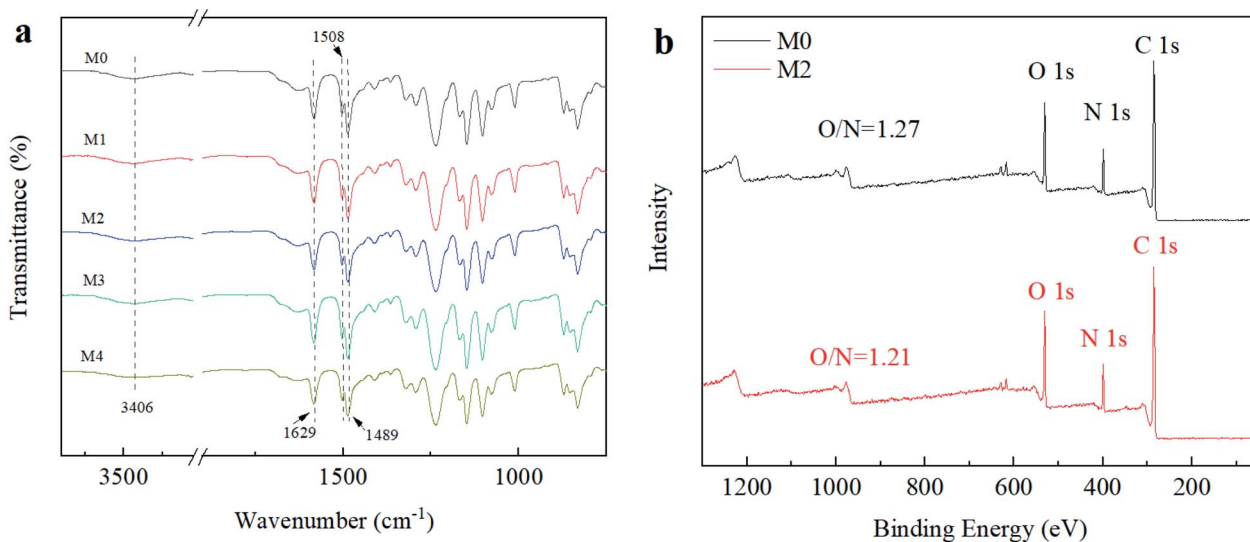 a
1508
M0
M1
M2
M3
M4
3406
1629
1489
Transmittance (%)
3500
1500
1000
Wavenumber (cm⁻¹)
b
M0
M2
C 1s
O 1s
N 1s
O/N=1.27
C 1s
O 1s
N 1s
O/N=1.21
Intensity
1200
1000
800
600
400
200
Binding Energy (eV)